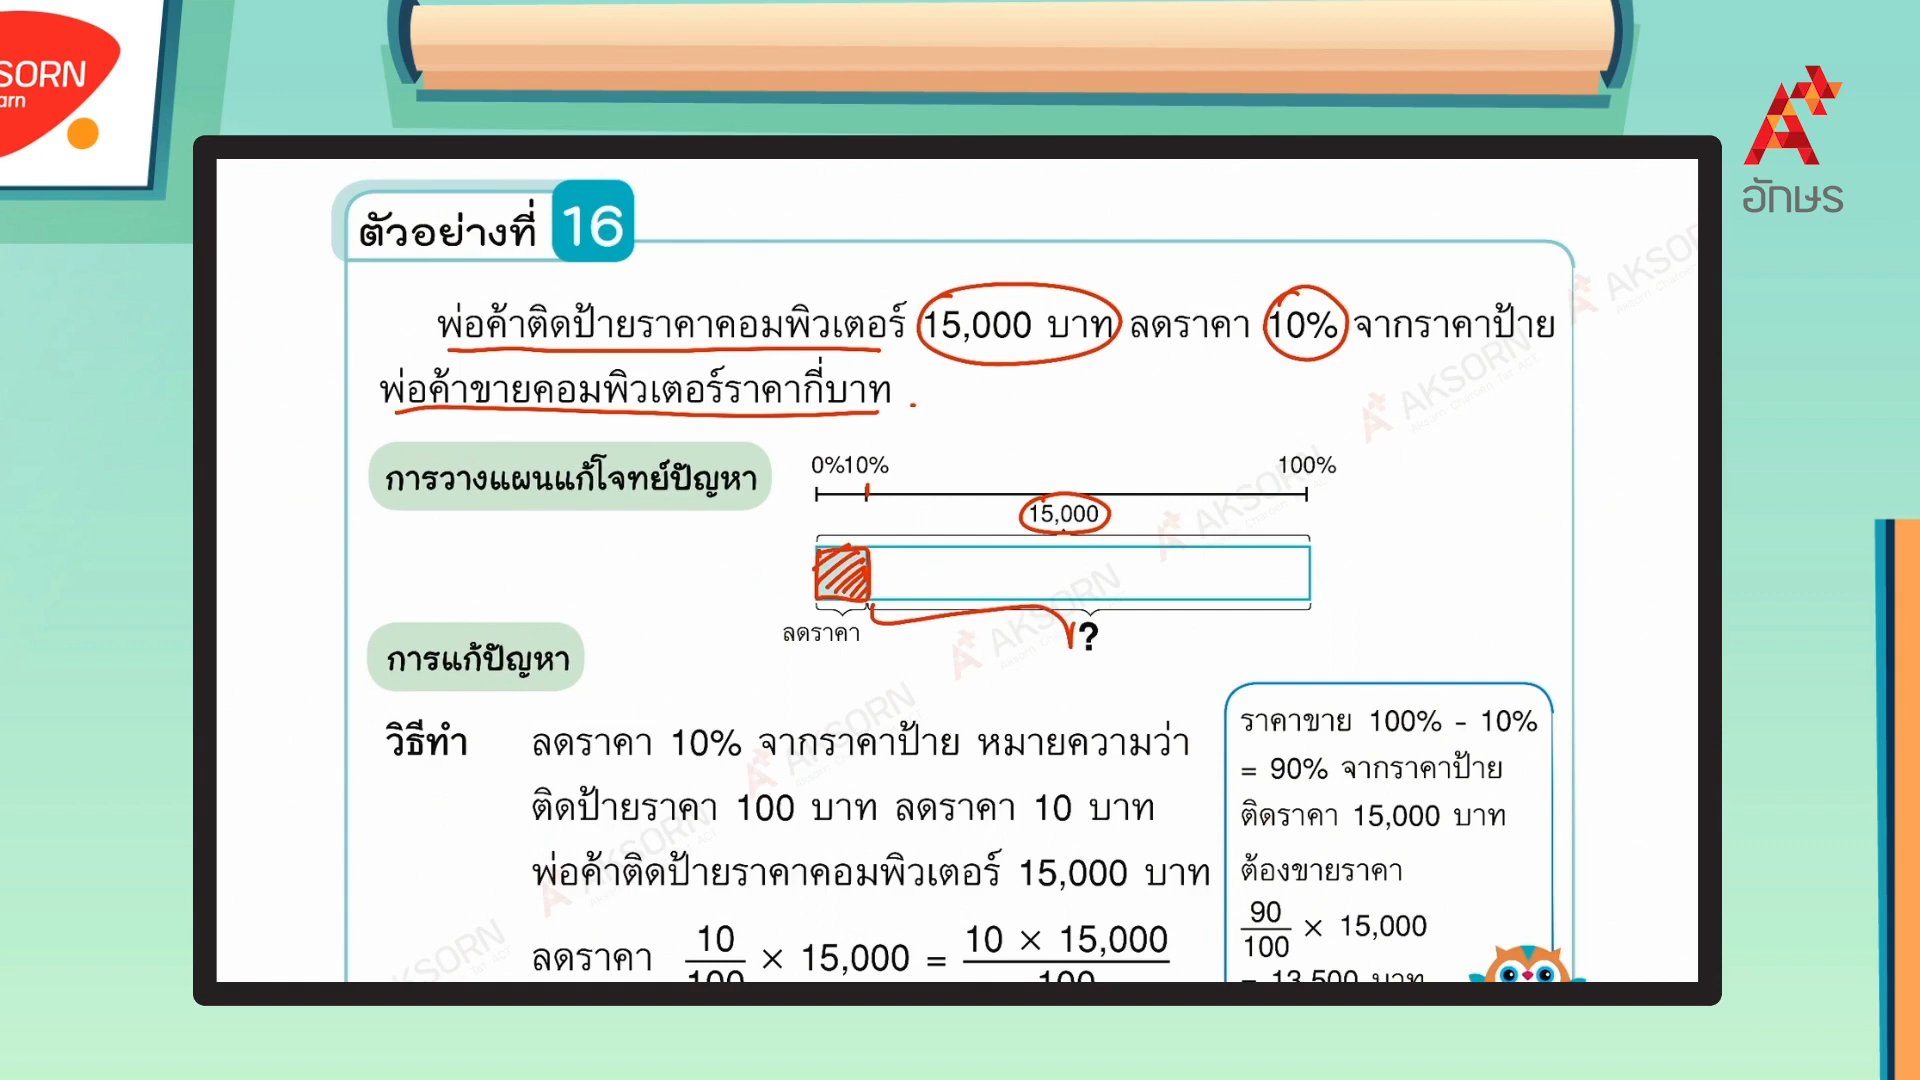 SORN
arn
อักษร
ตัวอย่างที่ 16
พ่อค้าติดป้ายราคาคอมพิวเตอร์ 15,000 บาท ลดราคา 10% จากราคาป้าย
พ่อค้าขายคอมพิวเตอร์ราคากี่บาท
การวางแผนแก้โจทย์ปัญหา
0% 10% 100%
15,000
ลดราคา ?
การแก้ปัญหา
วิธีทำ ลดราคา 10% จากราคาป้าย หมายความว่า
ติดป้ายราคา 100 บาท ลดราคา 10 บาท
พ่อค้าติดป้ายราคาคอมพิวเตอร์ 15,000 บาท
ลดราคา 10/100 × 15,000 = 10 × 15,000/100
ราคาขาย 100% - 10%
= 90% จากราคาป้าย
ติดราคา 15,000 บาท
ต้องขายราคา
90/100 × 15,000
= 13,500 บาท
AKSORN